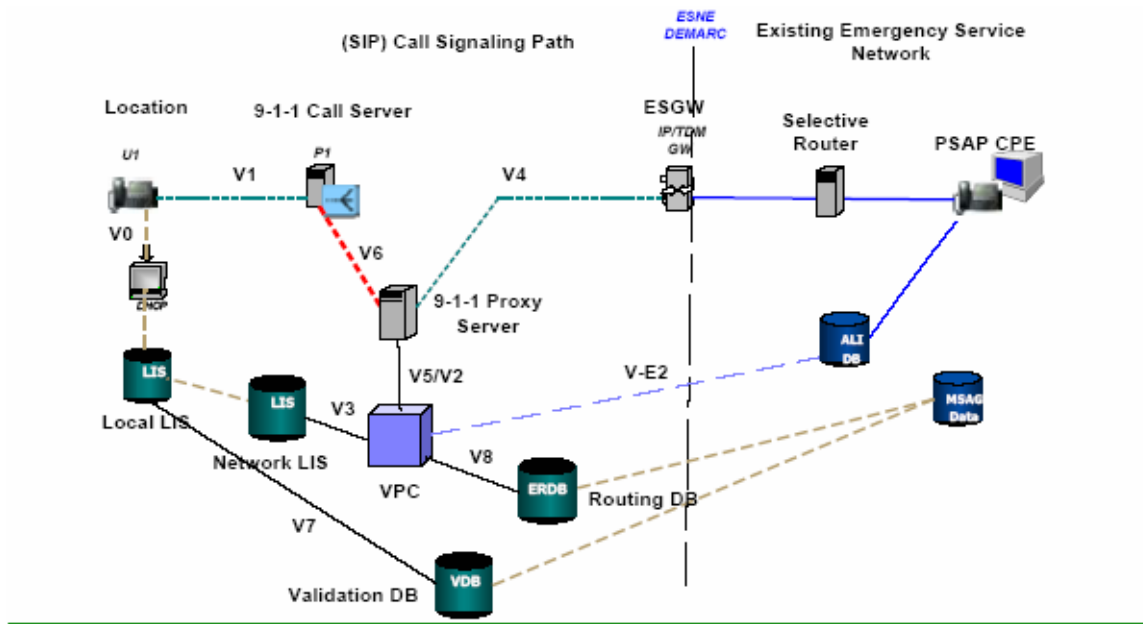 ESNE
DEMARC
(SIP) Call Signaling Path
Existing Emergency Service
Network
Location
9-1-1 Call Server
ESGW
IP/TDM
GW
Selective
Router
PSAP CPE
U1
P1
V1
V4
V0
V6
DHCP
9-1-1 Proxy
Server
ALI
DB
LIS
V5/V2
V-E2
LIS
V3
MSAG
Data
Local LIS
Network LIS
V8
VPC
ERDB
Routing DB
V7
VDB
Validation DB